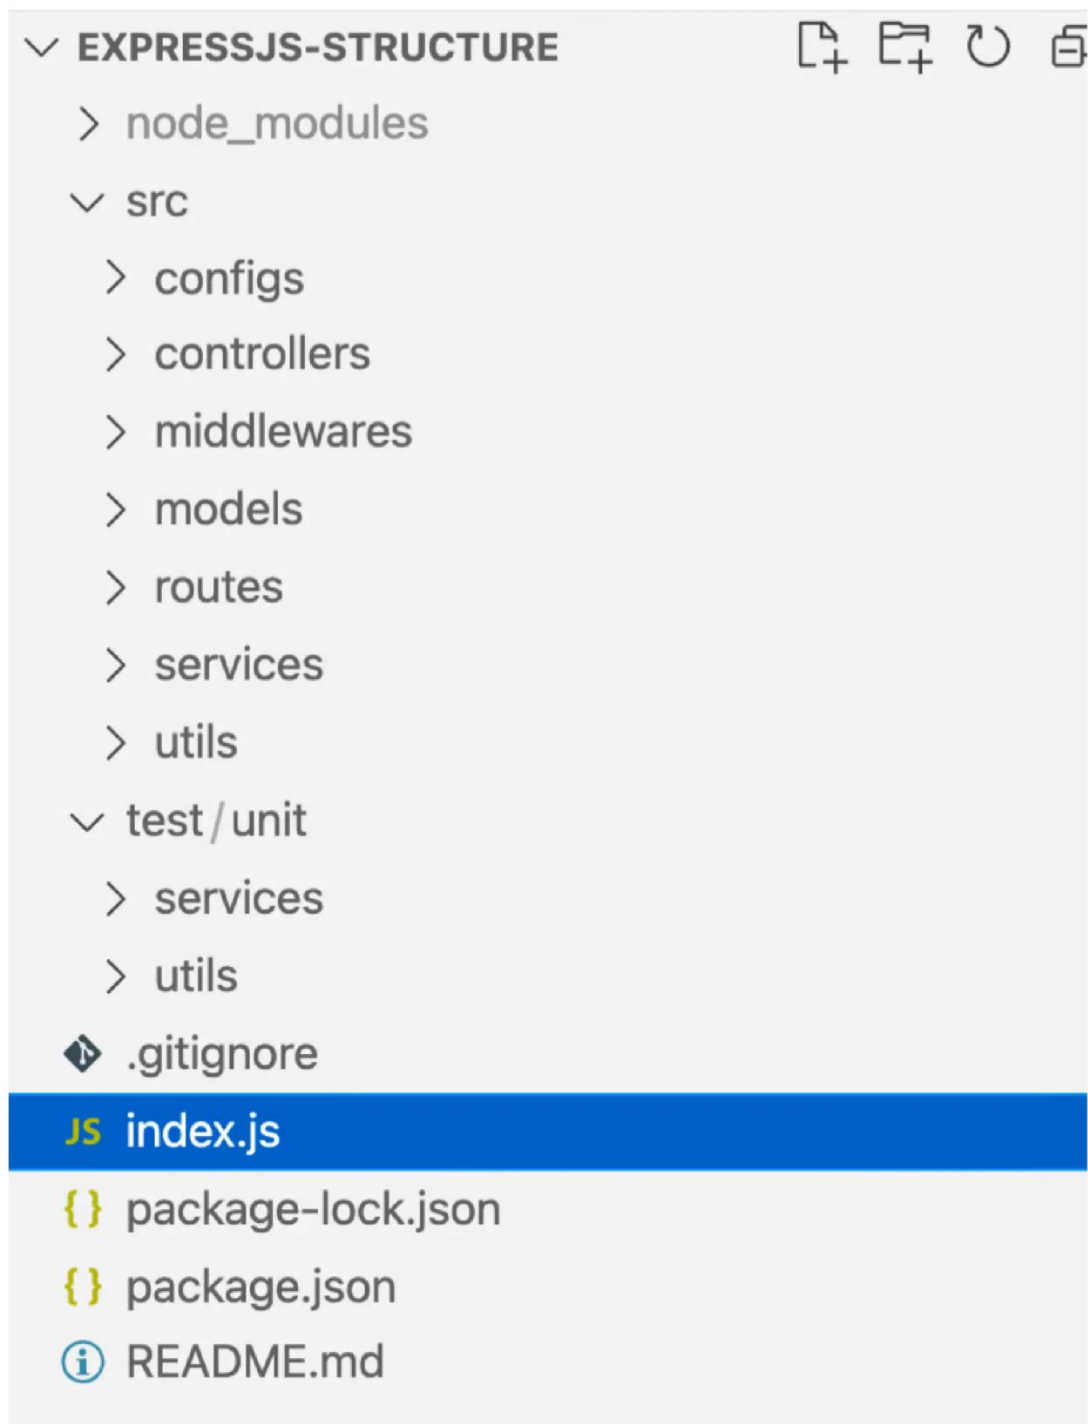 EXPRESSJS-STRUCTURE
node_modules
src
configs
controllers
middlewares
models
routes
services
utils
test/unit
services
utils
.gitignore
JS index.js
{} package-lock.json
{} package.json
README.md